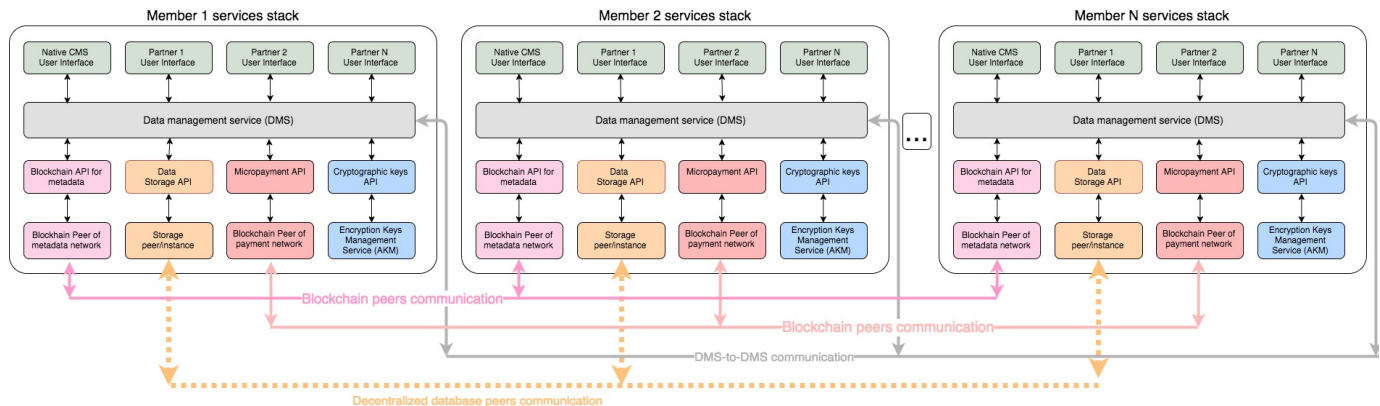 Member 1 services stack
Member 2 services stack
Member N services stack
Native CMS
User Interface
Partner 1
User Interface
Partner 2
User Interface
Partner N
User Interface
Native CMS
User Interface
Partner 1
User Interface
Partner 2
User Interface
Partner N
User Interface
Native CMS
User Interface
Partner 1
User Interface
Partner 2
User Interface
Partner N
User Interface
Data management service (DMS)
Data management service (DMS)
...
Data management service (DMS)
Blockchain API for
metadata
Data
Storage API
Micropayment API
Cryptographic keys
API
Blockchain API for
metadata
Data
Storage API
Micropayment API
Cryptographic keys
API
Blockchain API for
metadata
Data
Storage API
Micropayment API
Cryptographic keys
API
Blockhain Peer of
metadata network
Storage
peer/instance
Blockchain Peer of
payment network
Encryption Keys
Management
Service (AKM)
Blockhain Peer of
metadata network
Storage
peer/instance
Blockchain Peer of
payment network
Encryption Keys
Management
Service (AKM)
Blockhain Peer of
metadata network
Storage
peer/instance
Blockchain Peer of
payment network
Encryption Keys
Management
Service (AKM)
Blockchain peers communication
Blockchain peers communication
DMS-to-DMS communication
Decentralized database peers communication